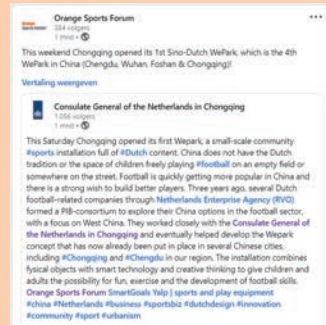 Orange Sports Forum
384 volgers
1 mnd •
This weekend Chongqing opened its 1st Sino-Dutch WePark, which is the 4th
WePark in China (Chengdu, Wuhan, Foshan & Chongqing)!
Vertaling weergeven
Consulate General of the Netherlands in Chongqing
1.056 volgers
1 mnd •
This Saturday Chongqing opened its first Wepark, a small-scale community
#sports installation full of #Dutch content. China does not have the Dutch
tradition or the space of children freely playing #football on an empty field or
somewhere on the street. Football is quickly getting more popular in China and
there is a strong wish to build better players. Three years ago, several Dutch
football-related companies through Netherlands Enterprise Agency (RVO)
formed a PIB-consortium to explore their China options in the football sector,
with a focus on West China. They worked closely with the Consulate General of
the Netherlands in Chongqing and eventually helped develop the Wepark
concept that has now already been put in place in several Chinese cities,
including #Chongqing and #Chengdu in our region. The installation combines
fysical objects with smart technology and creative thinking to give children and
adults the possibility for fun, exercise and the development of football skills.
Orange Sports Forum SmartGoals Yalp | sports and play equipment
#china #Netherlands #business #sportsbiz #dutchdesign #innovation
#community #sport #urbanism